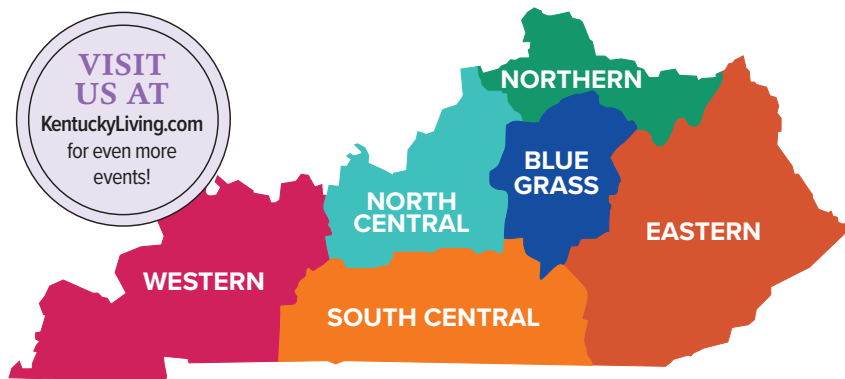 VISIT
US AT
KentuckyLiving.com
for even more
events!
NORTHERN
BLUE
GRASS
NORTH
CENTRAL
EASTERN
WESTERN
SOUTH CENTRAL